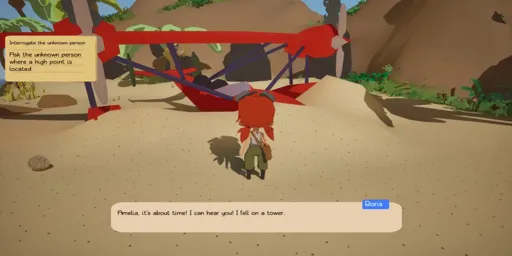 Interrogate the unknown person
Ask the unknown person
where a high point is
located
Boris
Amelia, it's about time! I can hear you! I fell on a tower.